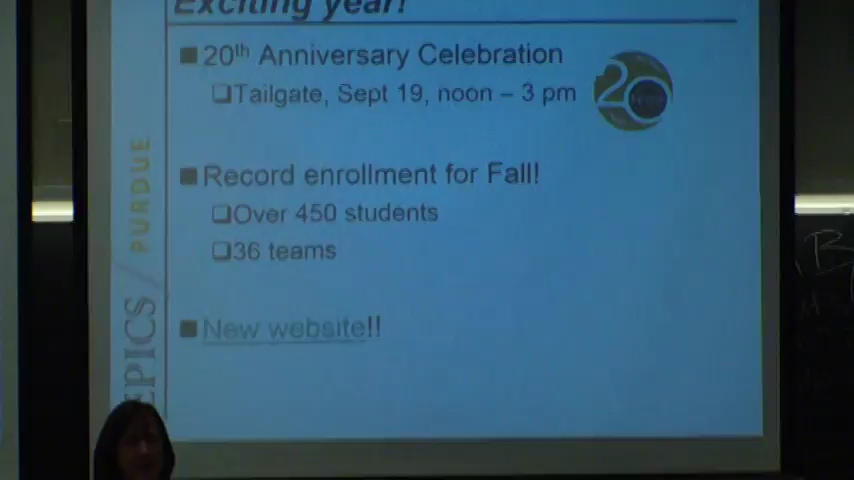 Exciting year!
■20th Anniversary Celebration
❑Tailgate, Sept 19, noon – 3 pm
20
■Record enrollment for Fall!
❑Over 450 students
❑36 teams
■New website!!
EPICS / PURDUE
B